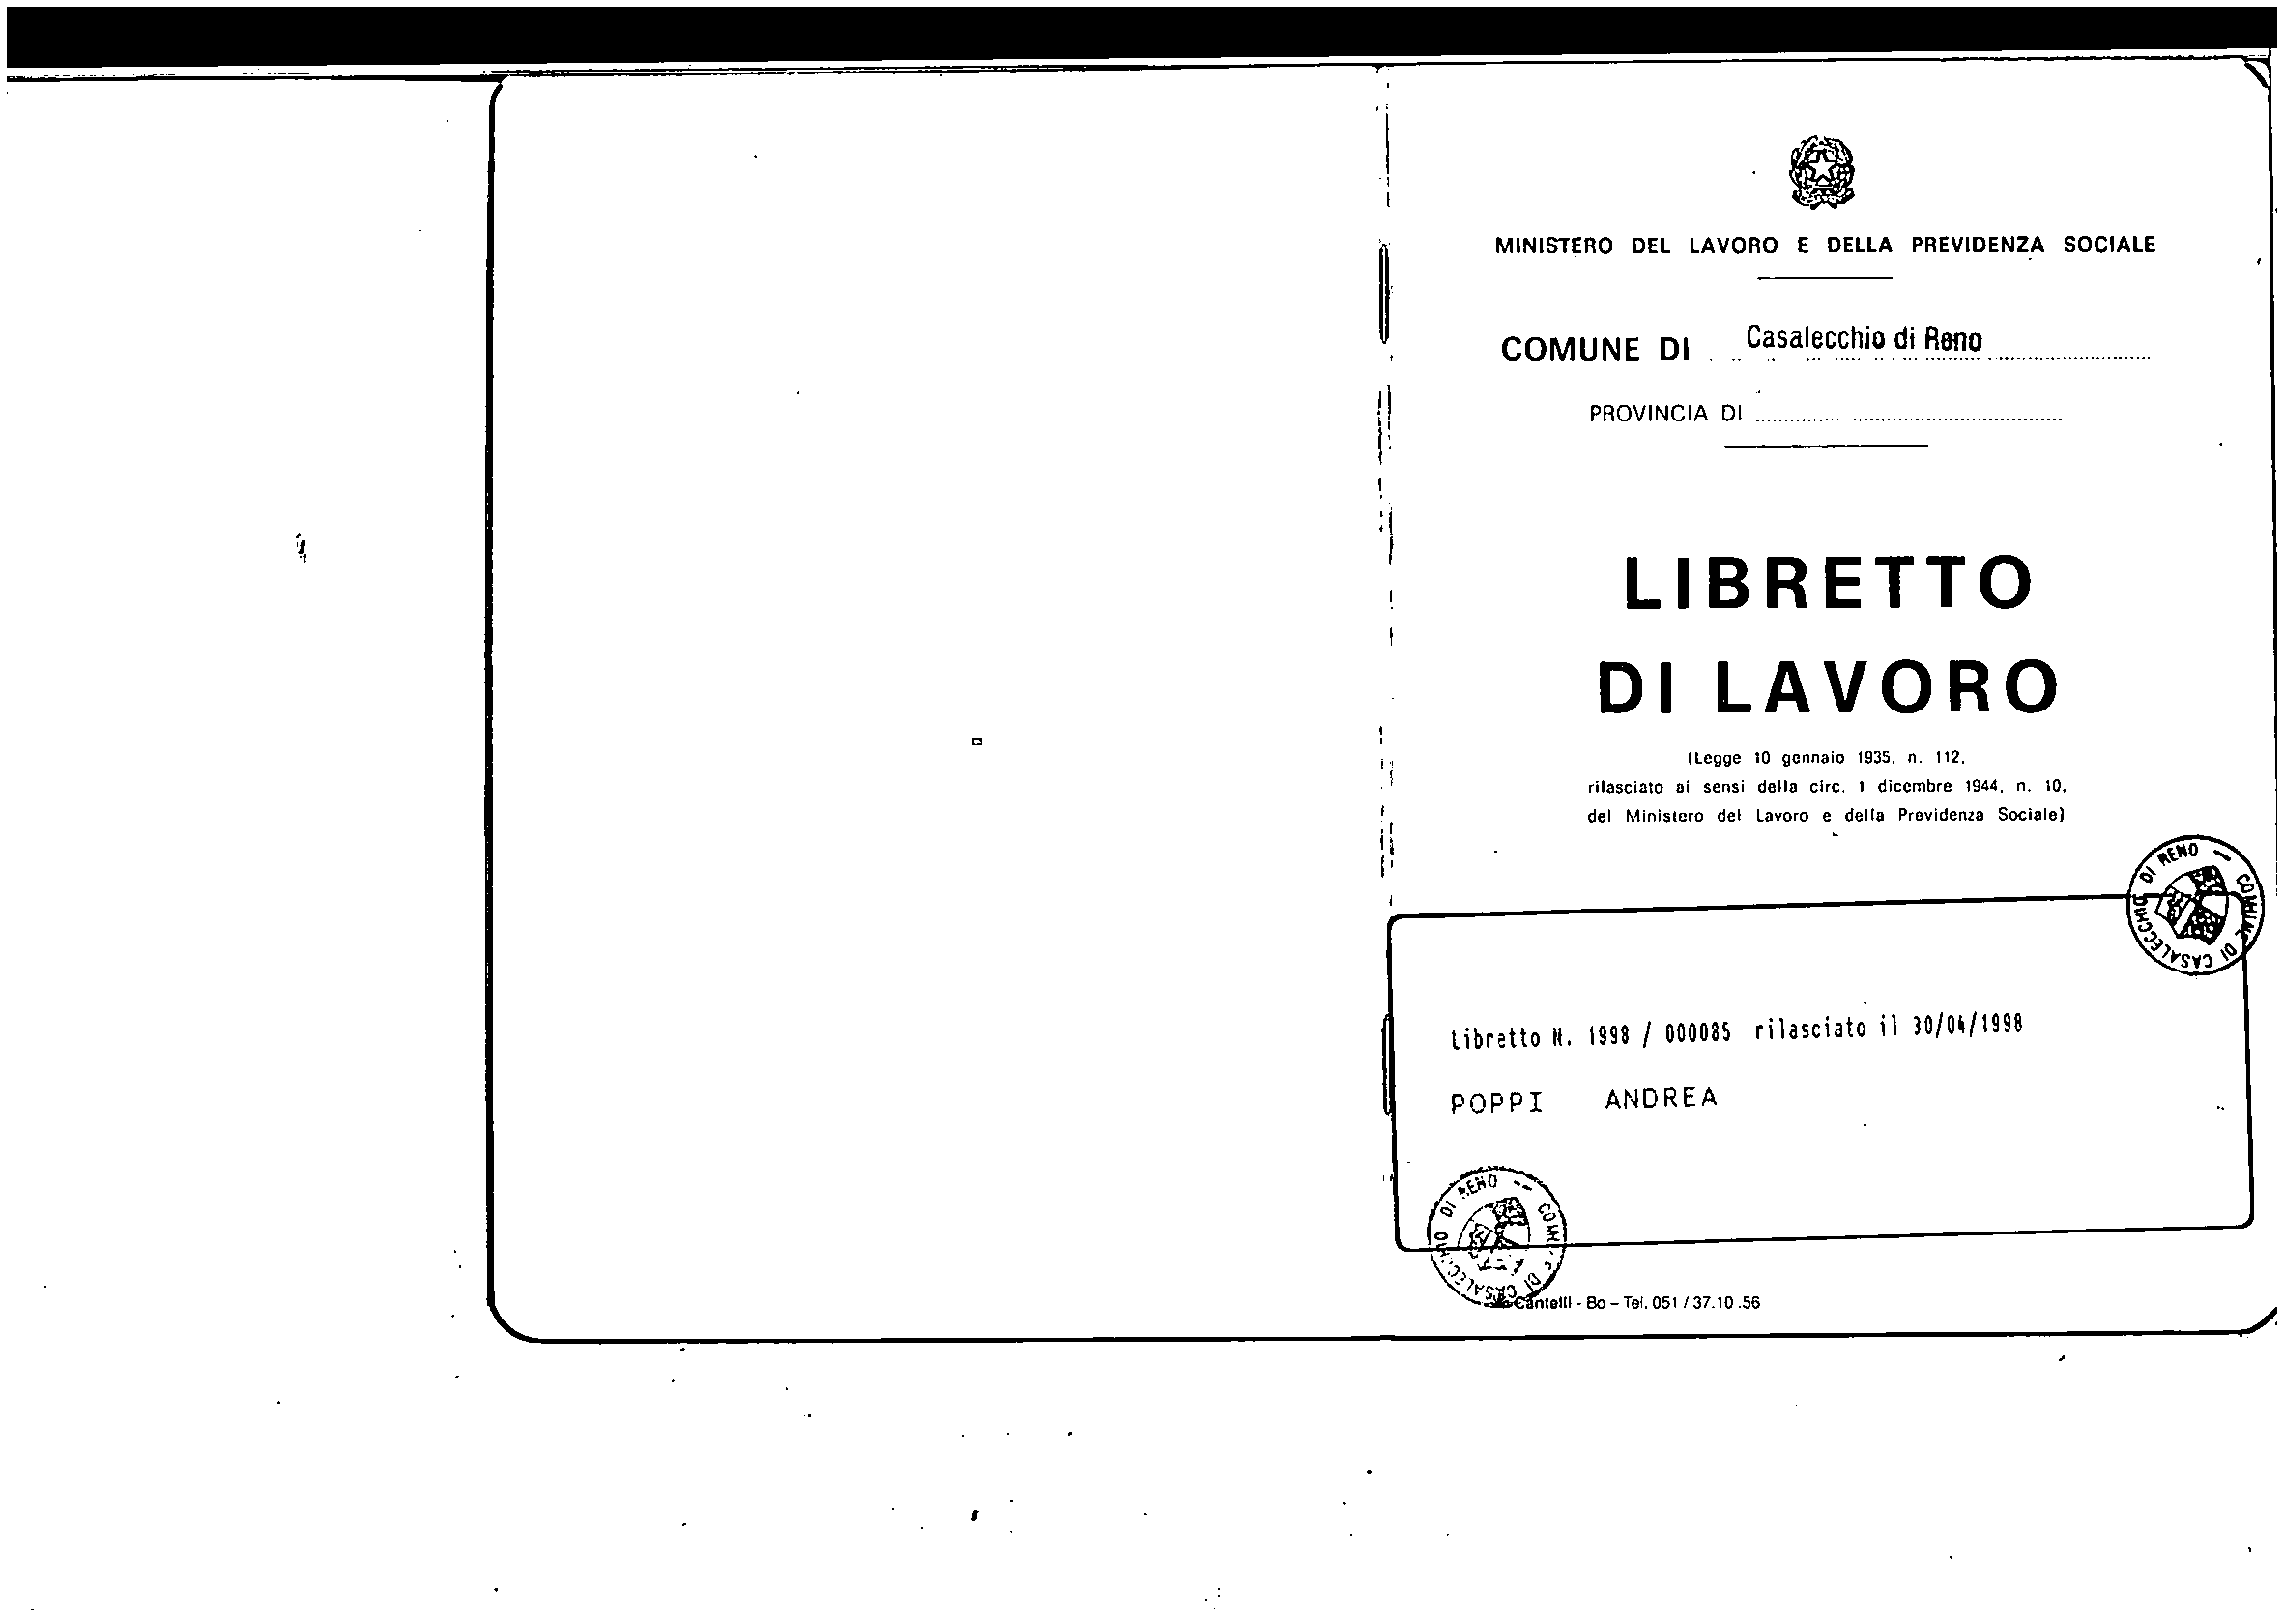 MINISTERO DEL LAVORO E DELLA PREVIDENZA SOCIALE
COMUNE DI Casalecchio di Reno
PROVINCIA DI
LIBRETTO
DI LAVORO
(Legge 10 gennaio 1935, n. 112,
rilasciato ai sensi della circ. 1 dicembre 1944, n. 10,
del Ministero del Lavoro e della Previdenza Sociale)
COMUNE DI CASALECCHIO DI RENO
Libretto N. 1998 / 000085 rilasciato il 30/04/1998
POPPI ANDREA
COMUNE DI CASALECCHIO DI RENO
Cantelli - Bo - Tel. 051 / 37.10.56